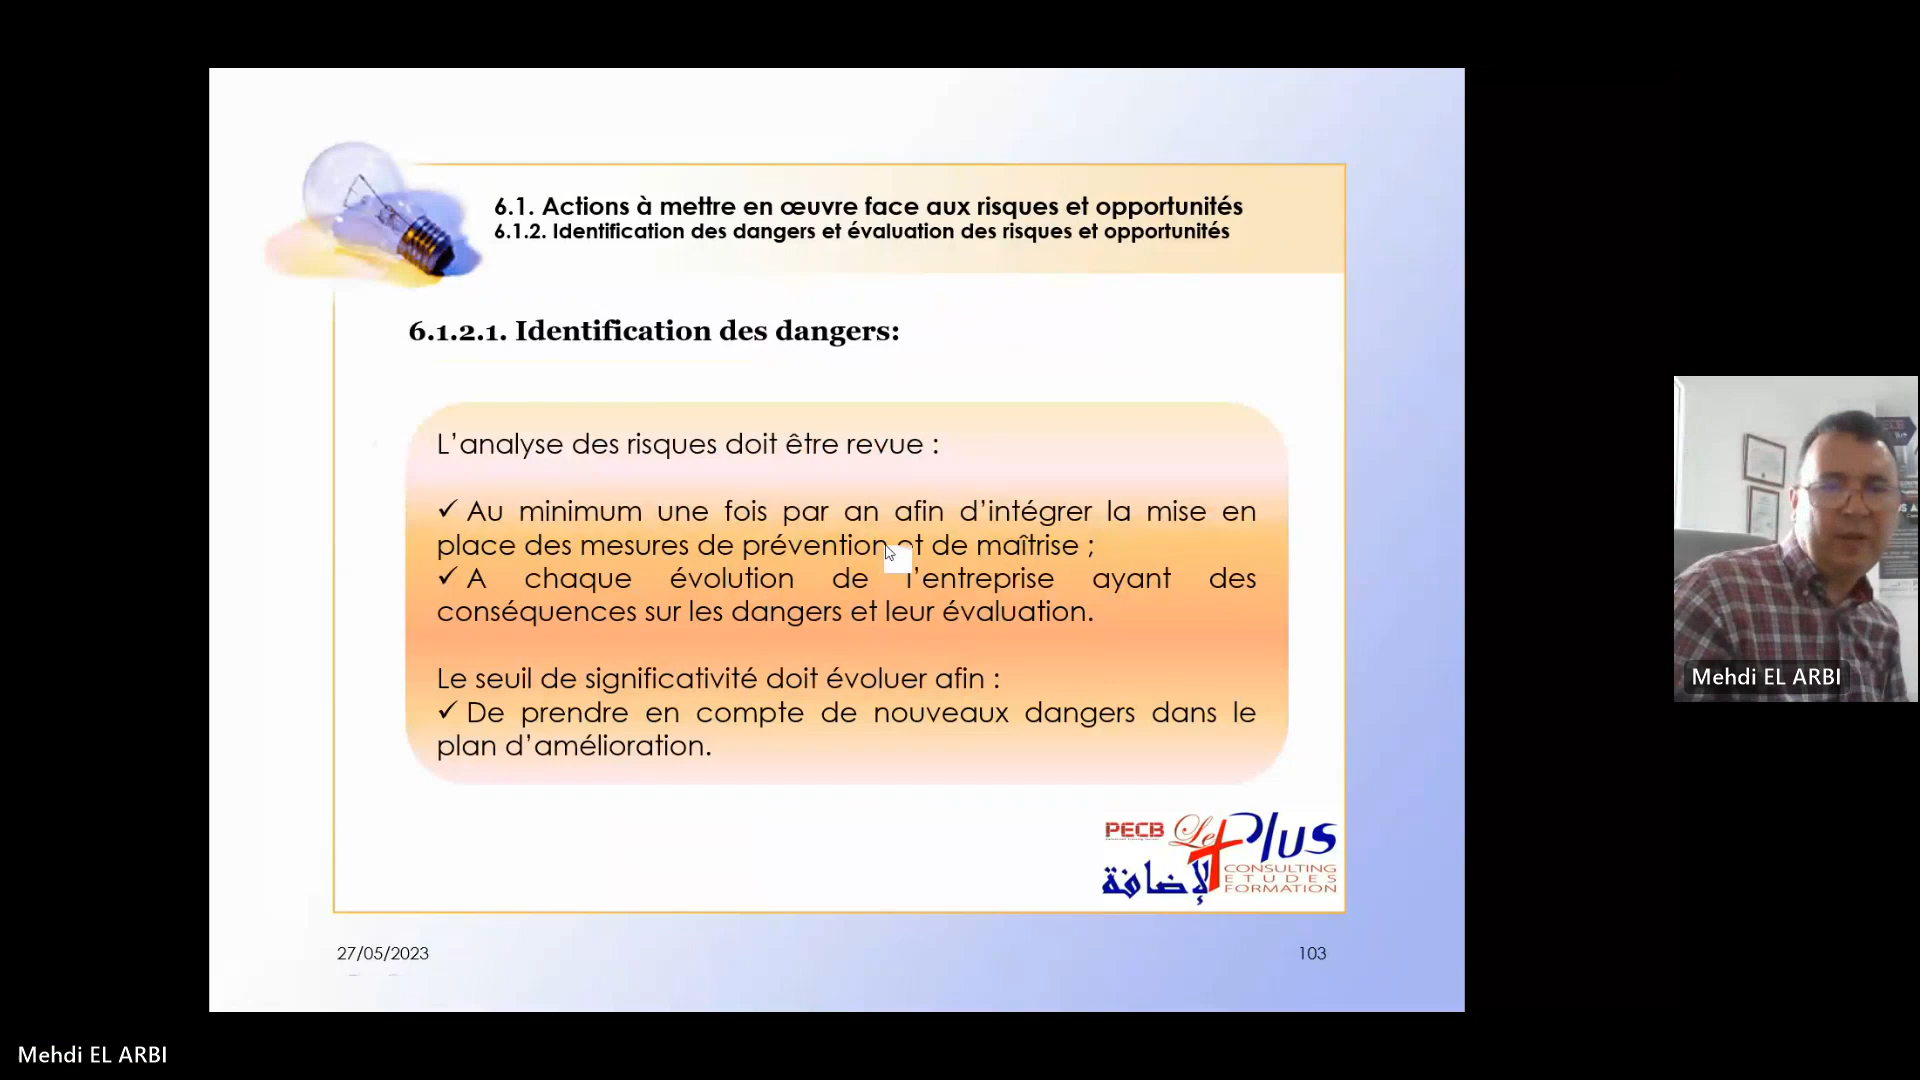 6.1. Actions à mettre en œuvre face aux risques et opportunités
6.1.2. Identification des dangers et évaluation des risques et opportunités
6.1.2.1. Identification des dangers:
L’analyse des risques doit être revue :
✓ Au minimum une fois par an afin d’intégrer la mise en
place des mesures de prévention et de maîtrise ;
✓ A chaque évolution de l’entreprise ayant des
conséquences sur les dangers et leur évaluation.
Le seuil de significativité doit évoluer afin :
✓ De prendre en compte de nouveaux dangers dans le
plan d’amélioration.
PECB Le Plus
الإضافة
CONSULTING
ETUDES
FORMATION
27/05/2023
103
Mehdi EL ARBI
Mehdi EL ARBI